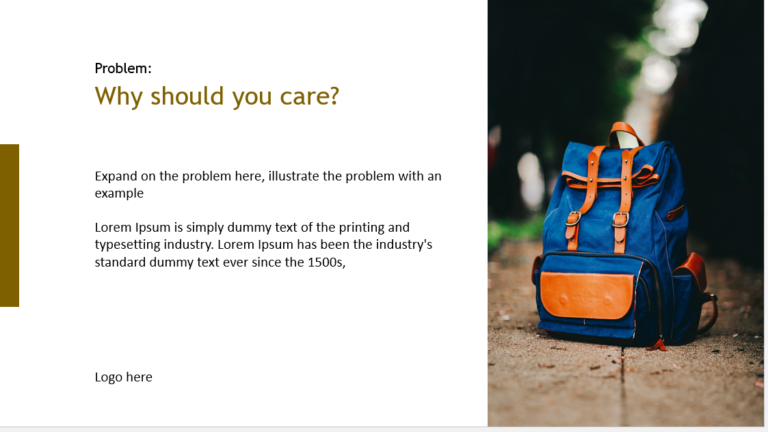 Problem:
Why should you care?
Expand on the problem here, illustrate the problem with an
example
Lorem Ipsum is simply dummy text of the printing and
typesetting industry. Lorem Ipsum has been the industry's
standard dummy text ever since the 1500s,
Logo here